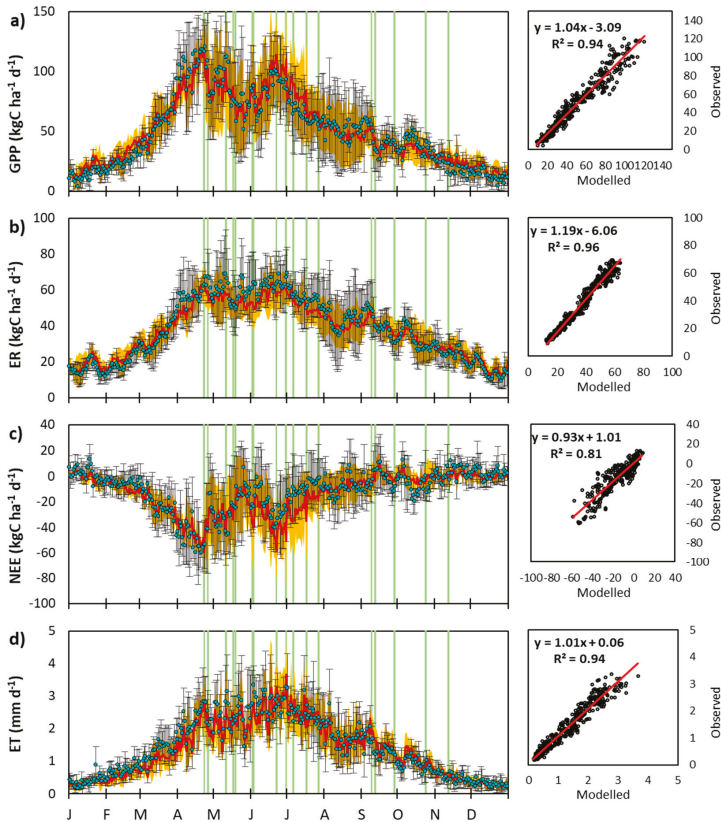 a)
GPP (kgC ha⁻¹ d⁻¹)
150
100
50
0
y = 1.04x - 3.09
R² = 0.94
140
120
100
80
60
40
20
0
Observed
0 20 40 60 80 100 120 140
Modelled
b)
ER (kgC ha⁻¹ d⁻¹)
100
80
60
40
20
0
y = 1.19x - 6.06
R² = 0.96
100
80
60
40
20
0
Observed
0 20 40 60 80 100
Modelled
c)
NEE (kgC ha⁻¹ d⁻¹)
40
20
0
-20
-40
-60
-80
-100
y = 0.93x + 1.01
R² = 0.81
40
20
0
-20
-40
-60
-80
-100
Observed
-100 -80 -60 -40 -20 0 20 40
Modelled
d)
ET (mm d⁻¹)
5
4
3
2
1
0
J F M A M J J A S O N D
y = 1.01x + 0.06
R² = 0.94
5
4
3
2
1
0
Observed
0 1 2 3 4 5
Modelled